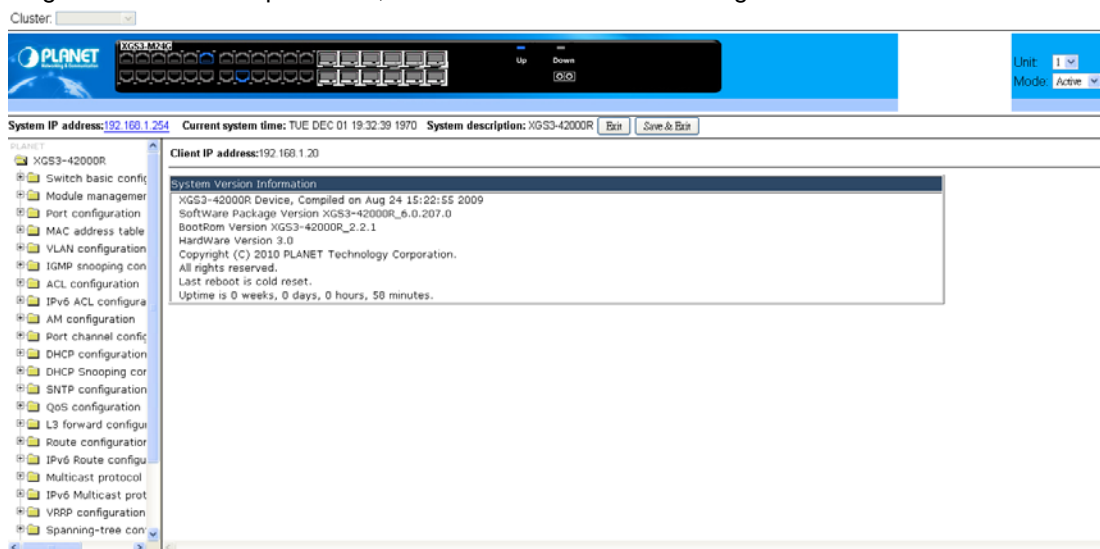 Cluster:
PLANET
Networking & Communication
XGS3-M24G
Up Down
Unit: 1
Mode: Active
System IP address:192.168.1.254 Current system time: TUE DEC 01 19:32:39 1970 System description: XGS3-42000R Exit Save & Exit
PLANET
XGS3-42000R
Switch basic config
Module managemer
Port configuration
MAC address table
VLAN configuration
IGMP snooping con
ACL configuration
IPv6 ACL configura
AM configuration
Port channel config
DHCP configuration
DHCP Snooping cor
SNTP configuration
QoS configuration
L3 forward configur
Route configuration
IPv6 Route configu
Multicast protocol
IPv6 Multicast prot
VRRP configuration
Spanning-tree con
Client IP address:192.168.1.20
System Version Information
XGS3-42000R Device, Compiled on Aug 24 15:22:55 2009
SoftWare Package Version XGS3-42000R_6.0.207.0
BootRom Version XGS3-42000R_2.2.1
HardWare Version 3.0
Copyright (C) 2010 PLANET Technology Corporation.
All rights reserved.
Last reboot is cold reset.
Uptime is 0 weeks, 0 days, 0 hours, 58 minutes.